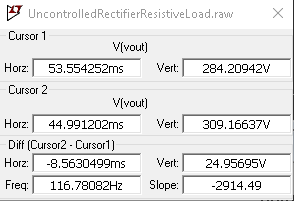 UncontrolledRectifierResistiveLoad.raw
Cursor 1
V(vout)
Horz: 53.554252ms Vert: 284.20942V
Cursor 2
V(vout)
Horz: 44.991202ms Vert: 309.16637V
Diff (Cursor2 - Cursor1)
Horz: -8.5630499ms Vert: 24.95695V
Freq: 116.78082Hz Slope: -2914.49